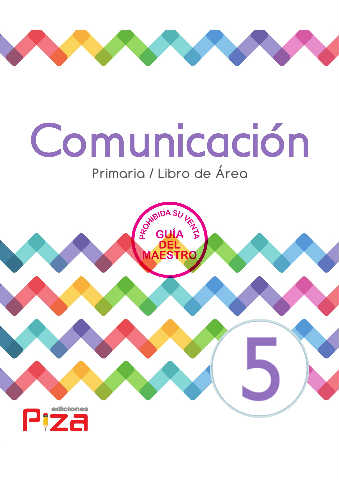 Comunicación
Primaria / Libro de Área
PROHIBIDA SU VENTA
GUÍA
DEL
MAESTRO
5
ediciones
Piza